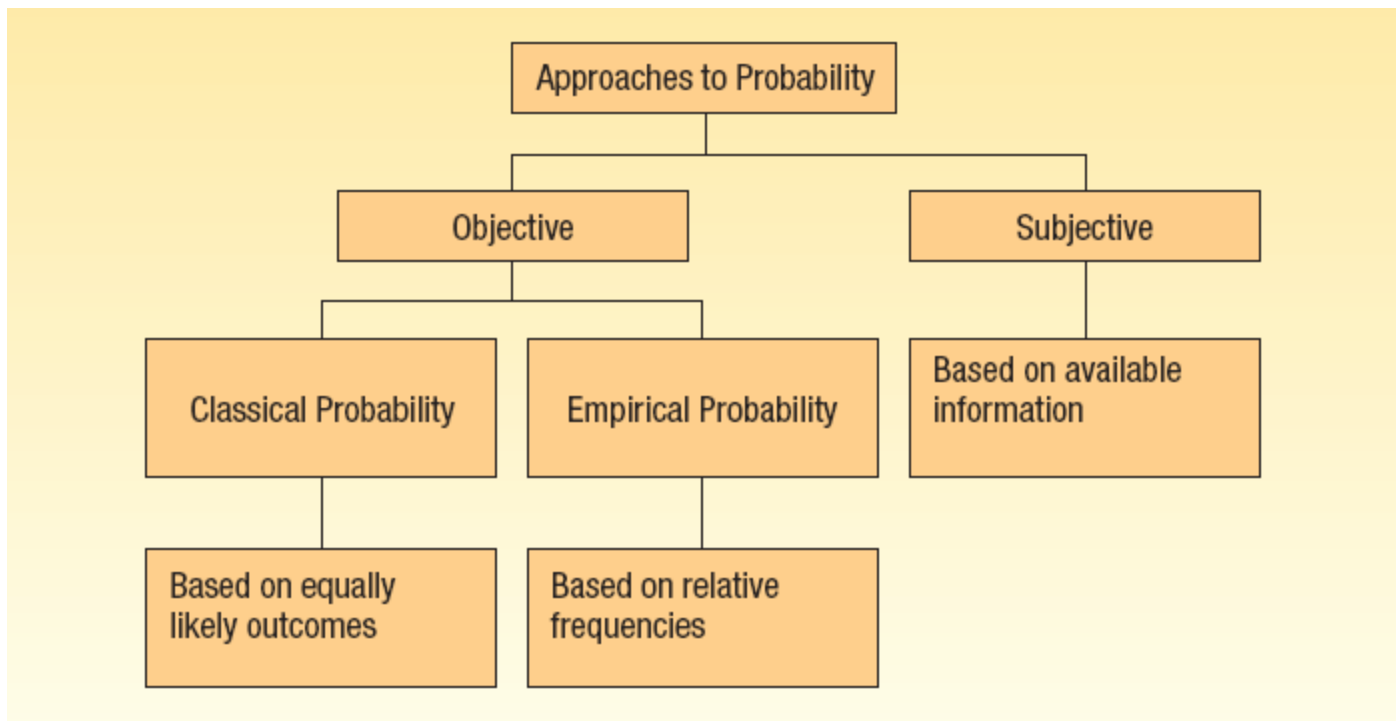 Approaches to Probability
Objective
Subjective
Classical Probability
Empirical Probability
Based on available
information
Based on equally
likely outcomes
Based on relative
frequencies